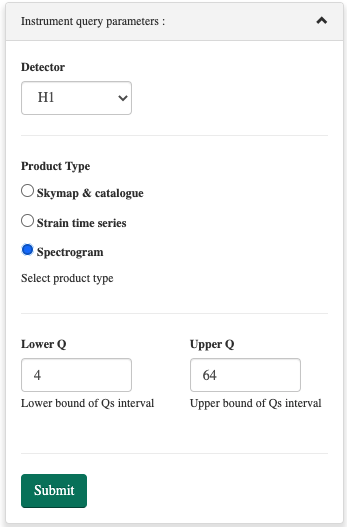 Instrument query parameters :
Detector
H1
Product Type
Skymap & catalogue
Strain time series
Spectrogram
Select product type
Lower Q Upper Q
4 64
Lower bound of Qs interval Upper bound of Qs interval
Submit